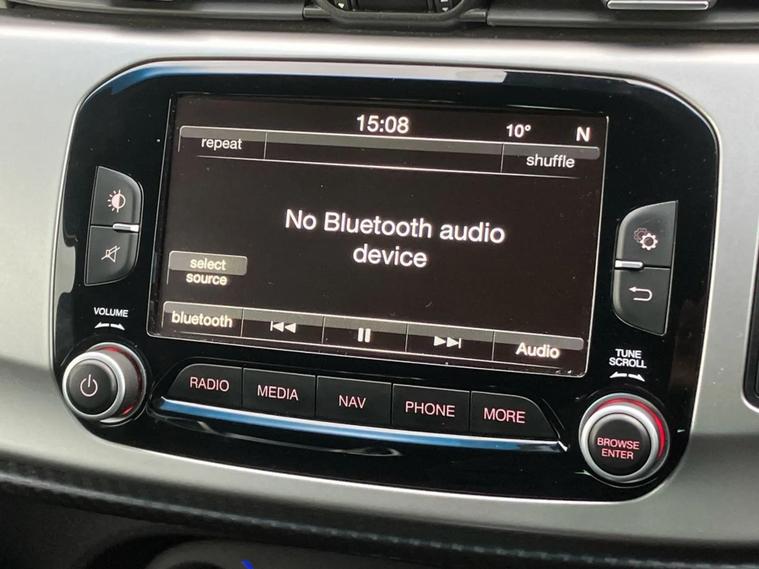 15:08 10° N
repeat
shuffle
No Bluetooth audio
device
select
source
bluetooth
Audio
VOLUME
TUNE
SCROLL
RADIO MEDIA NAV PHONE MORE
BROWSE
ENTER